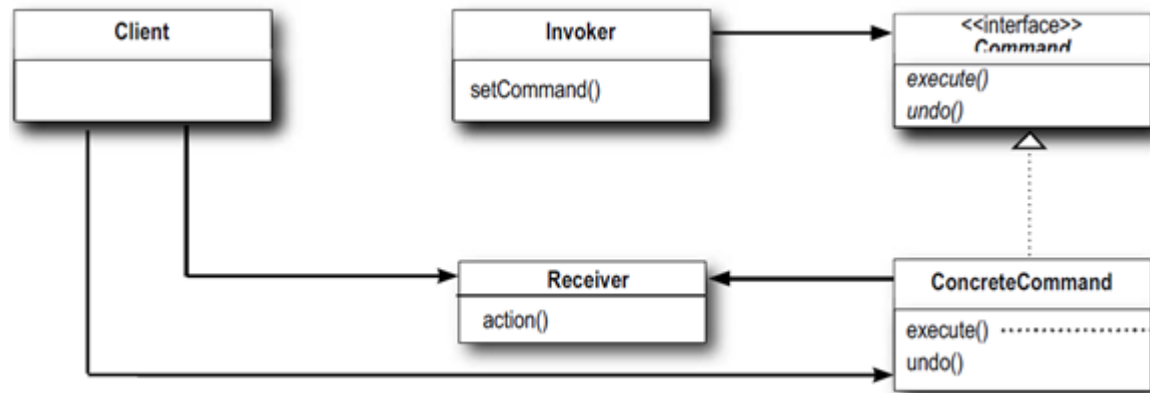 Client
Invoker
setCommand()
<<interface>>
Command
execute()
undo()
Receiver
action()
ConcreteCommand
execute()
undo()